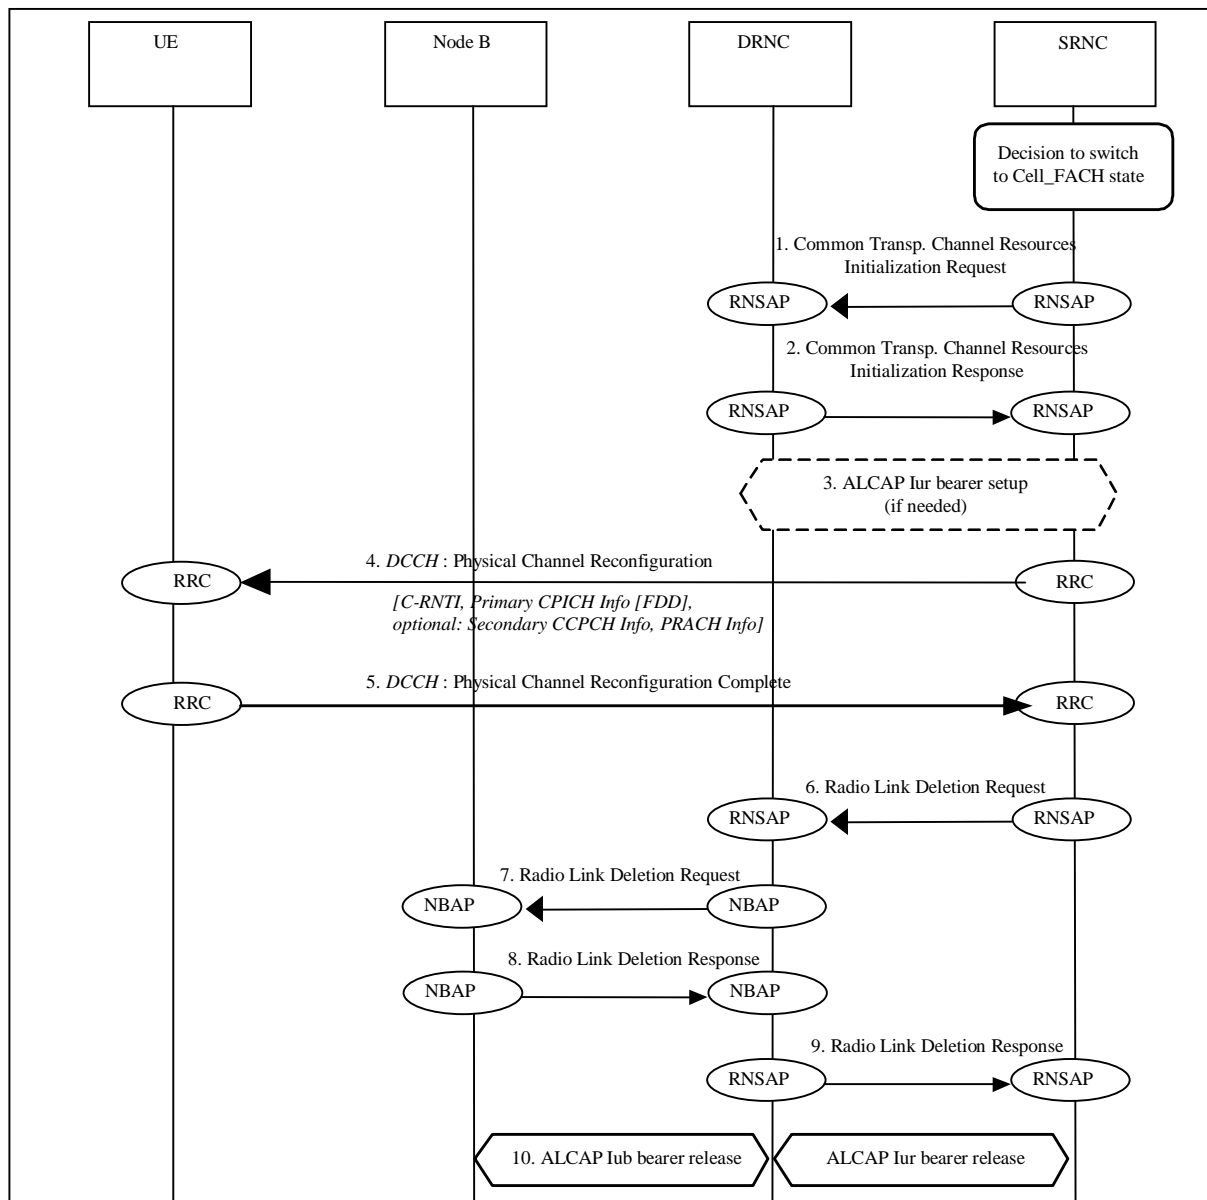 UE
Node B
DRNC
SRNC
Decision to switch
to Cell_FACH state
1. Common Transp. Channel Resources
Initialization Request
RNSAP
RNSAP
2. Common Transp. Channel Resources
Initialization Response
RNSAP
RNSAP
3. ALCAP Iur bearer setup
(if needed)
4. DCCH : Physical Channel Reconfiguration
RRC
RRC
[C-RNTI, Primary CPICH Info [FDD],
optional: Secondary CCPCH Info, PRACH Info]
5. DCCH : Physical Channel Reconfiguration Complete
RRC
RRC
6. Radio Link Deletion Request
RNSAP
RNSAP
7. Radio Link Deletion Request
NBAP
NBAP
8. Radio Link Deletion Response
NBAP
NBAP
9. Radio Link Deletion Response
RNSAP
RNSAP
10. ALCAP Iub bearer release
ALCAP Iur bearer release